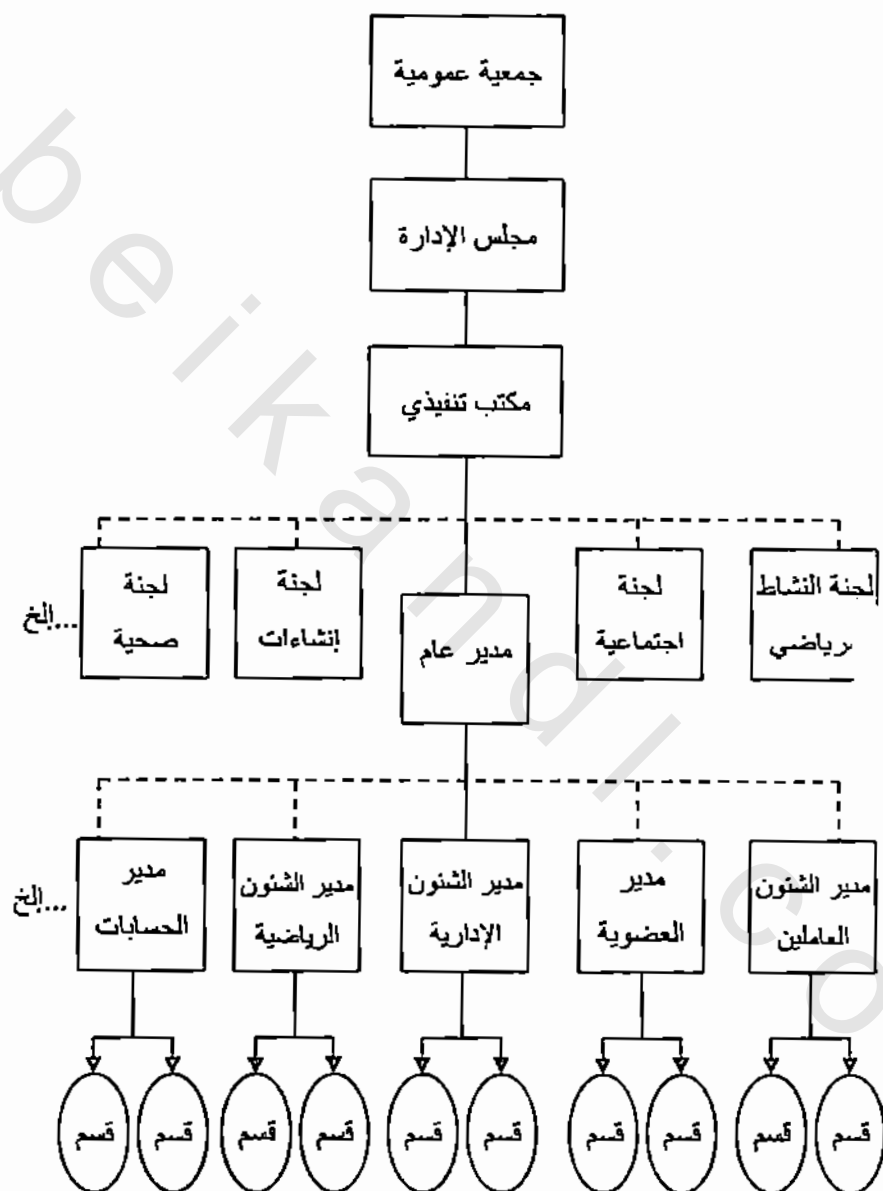 جمعية عمومية
مجلس الإدارة
مكتب تنفيذي
لجنة النشاط
رياضي
لجنة
اجتماعية
مدير عام
لجنة
إنشاءات
لجنة
صحية
...إلخ
مدير الشئون
العاملين
مدير
العضوية
مدير الشئون
الإدارية
مدير الشئون
الرياضية
مدير
الحسابات
...إلخ
قسم
قسم
قسم
قسم
قسم
قسم
قسم
قسم
قسم
قسم
beikandl.co